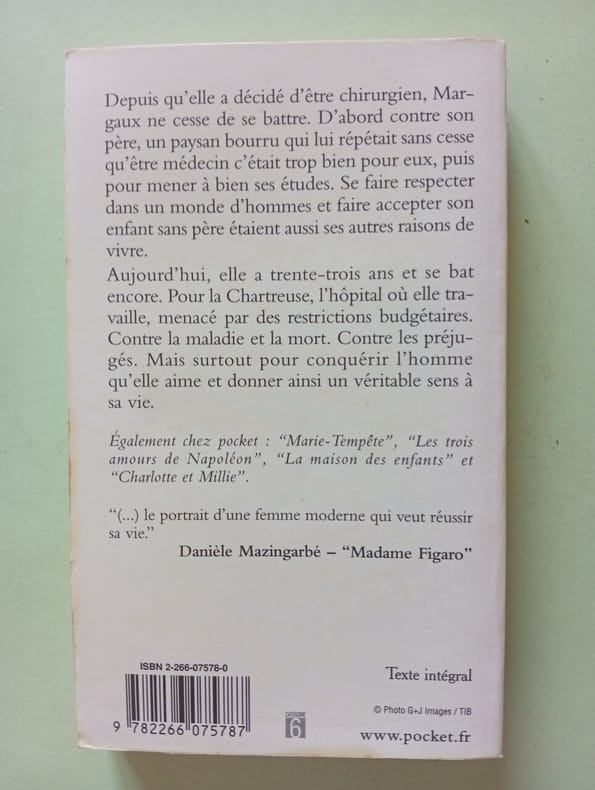 Depuis qu'elle a décidé d'être chirurgien, Mar-
gaux ne cesse de se battre. D'abord contre son
père, un paysan bourru qui lui répétait sans cesse
qu'être médecin c'était trop bien pour eux, puis
pour mener à bien ses études. Se faire respecter
dans un monde d'hommes et faire accepter son
enfant sans père étaient aussi ses autres raisons de
vivre.
Aujourd'hui, elle a trente-trois ans et se bat
encore. Pour la Chartreuse, l'hôpital où elle tra-
vaille, menacé par des restrictions budgétaires.
Contre la maladie et la mort. Contre les préju-
gés. Mais surtout pour conquérir l'homme
qu'elle aime et donner ainsi un véritable sens à
sa vie.
Également chez pocket : “Marie-Tempête”, “Les trois
amours de Napoléon”, “La maison des enfants” et
“Charlotte et Millie”.
“(...) le portrait d'une femme moderne qui veut réussir
sa vie.”
Danièle Mazingarbé – “Madame Figaro”
ISBN 2-266-07578-0
9 782266 075787
CATÉGORIE
6
Texte intégral
© Photo G+J Images / TIB
www.pocket.fr